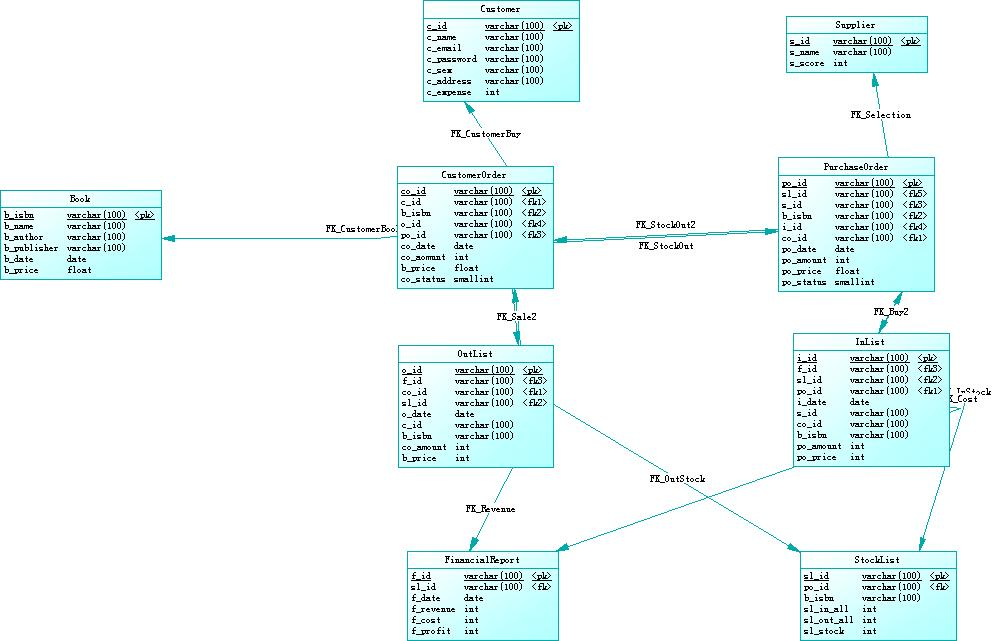 Customer
c_id varchar(100) <pk>
c_name varchar(100)
c_email varchar(100)
c_password varchar(100)
c_sex varchar(100)
c_address varchar(100)
c_expense int
Supplier
s_id varchar(100) <pk>
s_name varchar(100)
s_score int
FK_CustomerBuy
FK_Selection
Book
b_isbn varchar(100) <pk>
b_name varchar(100)
b_author varchar(100)
b_publisher varchar(100)
b_date date
b_price float
FK_CustomerBoo
CustomerOrder
co_id varchar(100) <pk>
c_id varchar(100) <fk1>
b_isbn varchar(100) <fk2>
o_id varchar(100) <fk4>
po_id varchar(100) <fk3>
co_date date
co_aomunt int
b_price float
co_status smallint
FK_StockOut2
FK_StockOut
PurchaseOrder
po_id varchar(100) <pk>
sl_id varchar(100) <fk5>
s_id varchar(100) <fk3>
b_isbn varchar(100) <fk2>
i_id varchar(100) <fk4>
co_id varchar(100) <fk1>
po_date date
po_amount int
po_price float
po_status smallint
FK_Sale2
FK_Buy2
OutList
o_id varchar(100) <pk>
f_id varchar(100) <fk3>
co_id varchar(100) <fk1>
sl_id varchar(100) <fk2>
o_date date
c_id varchar(100)
b_isbn varchar(100)
co_amount int
b_price int
InList
i_id varchar(100) <pk>
f_id varchar(100) <fk3>
sl_id varchar(100) <fk2>
po_id varchar(100) <fk1>
i_date date
s_id varchar(100)
co_id varchar(100)
b_isbn varchar(100)
po_amount int
po_price int
_InStock
_Cost
FK_OutStock
FK_Revenue
FinancialReport
f_id varchar(100) <pk>
sl_id varchar(100) <fk>
f_date date
f_revenue int
f_cost int
f_profit int
StockList
sl_id varchar(100) <pk>
po_id varchar(100) <fk>
b_isbn varchar(100)
sl_in_all int
sl_out_all int
sl_stock int